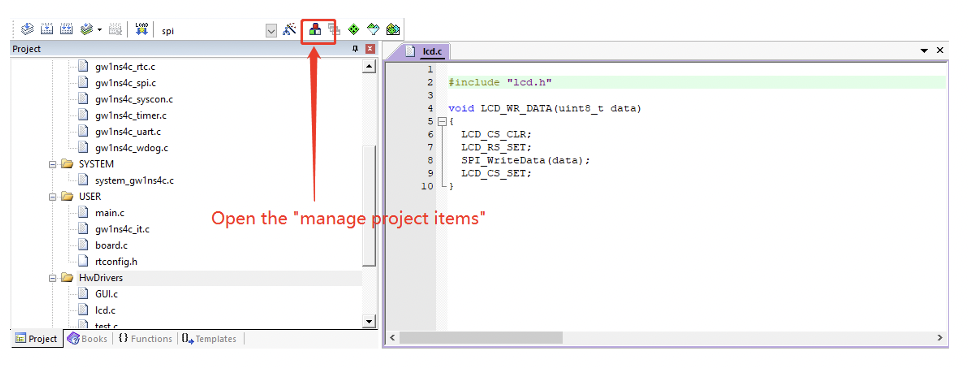 LOAD
spi
Project
lcd.c
gw1ns4c_rtc.c
gw1ns4c_spi.c
gw1ns4c_syscon.c
gw1ns4c_timer.c
gw1ns4c_uart.c
gw1ns4c_wdog.c
SYSTEM
system_gw1ns4c.c
USER
main.c
gw1ns4c_it.c
board.c
rtconfig.h
HwDrivers
GUI.c
lcd.c
test.c
Project Books {} Functions Templates
1
2 #include "lcd.h"
3
4 void LCD_WR_DATA(uint8_t data)
5 {
6 LCD_CS_CLR;
7 LCD_RS_SET;
8 SPI_WriteData(data);
9 LCD_CS_SET;
10 }
Open the "manage project items"